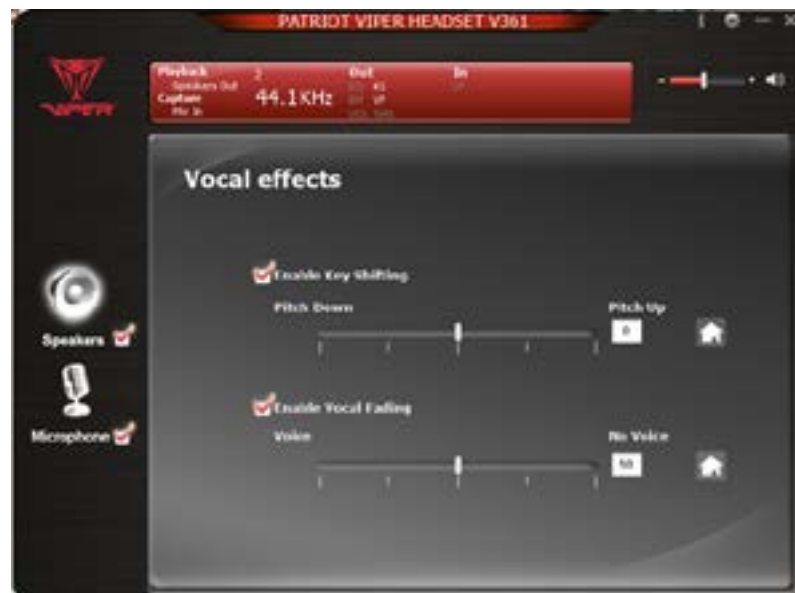 PATRIOT VIPER HEADSET V361
VIPER
Playback 2 Out In
Speakers Out
Capture
Mic In
44.1KHz
Vocal effects
Enable Key Shifting
Pitch Down Pitch Up
0
Speakers
Enable Vocal Fading
Microphone
Voice No Voice
50